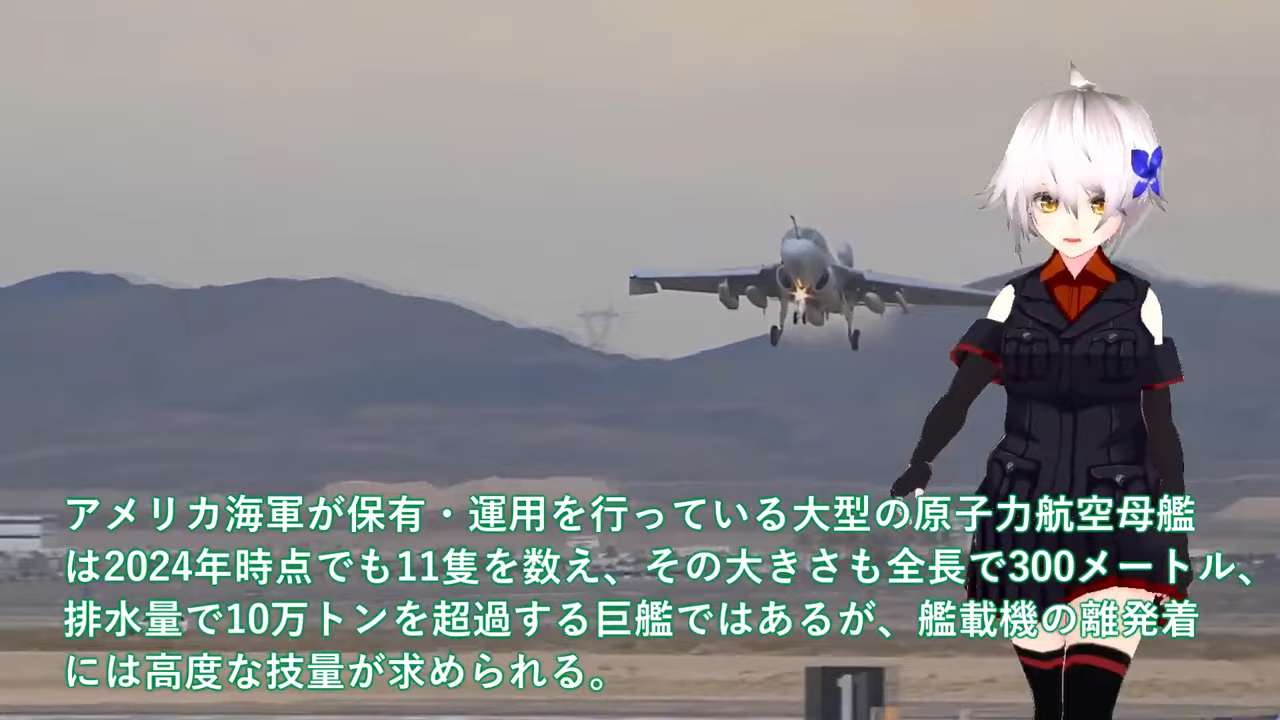 アメリカ海軍が保有・運用を行っている大型の原子力航空母艦
は2024年時点でも11隻を数え、その大きさも全長で300メートル、
排水量で10万トンを超過する巨艦ではあるが、艦載機の離発着
には高度な技量が求められる。
1